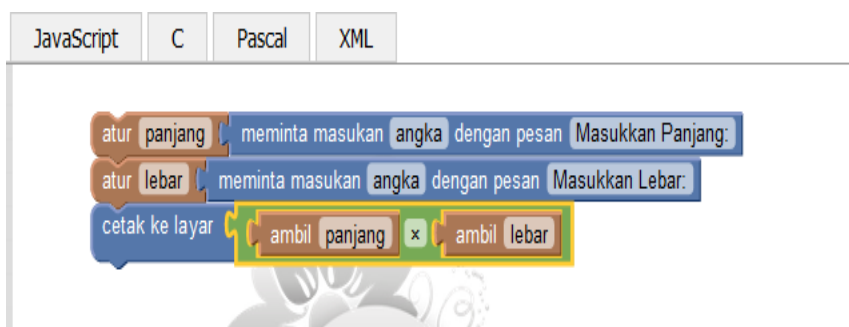 JavaScript C Pascal XML
atur panjang meminta masukan angka dengan pesan Masukkan Panjang:
atur lebar meminta masukan angka dengan pesan Masukkan Lebar:
cetak ke layar ambil panjang × ambil lebar